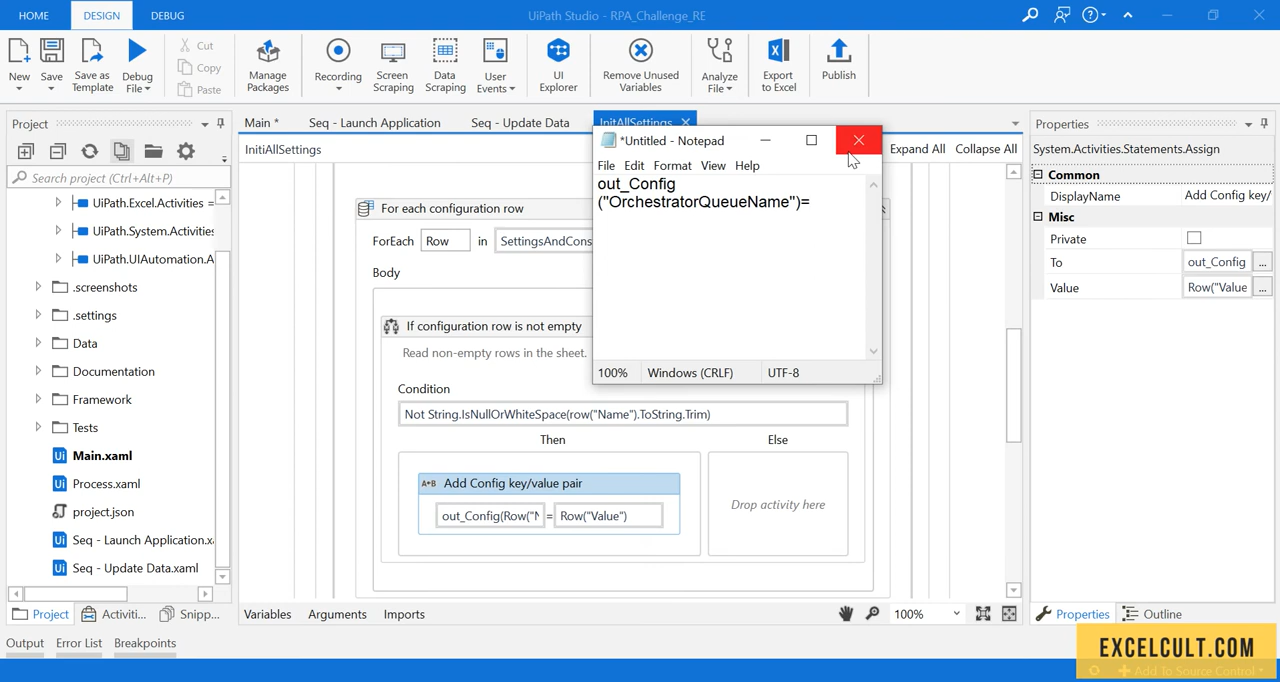 HOME
DESIGN
DEBUG
UiPath Studio - RPA_Challenge_RE
New
Save
Save as Template
Debug File
Cut
Copy
Paste
Manage Packages
Recording
Screen Scraping
Data Scraping
User Events
UI Explorer
Remove Unused Variables
Analyze File
Export to Excel
Publish
Project
Main *
Seq - Launch Application
Seq - Update Data
InitAllSettings
Properties
InitAllSettings
Expand All
Collapse All
System.Activities.Statements.Assign
Search project (Ctrl+Alt+P)
UiPath.Excel.Activities =
UiPath.System.Activities
UiPath.UIAutomation.A
.screenshots
.settings
Data
Documentation
Framework
Tests
Main.xaml
Process.xaml
project.json
Seq - Launch Application.x
Seq - Update Data.xaml
Project
Activiti...
Snipp...
*Untitled - Notepad
File Edit Format View Help
out_Config
("OrchestratorQueueName")=
100%
Windows (CRLF)
UTF-8
For each configuration row
ForEach Row in SettingsAndCons
Body
If configuration row is not empty
Read non-empty rows in the sheet.
Condition
Not String.IsNullOrWhiteSpace(row("Name").ToString.Trim)
Then
Else
A+B Add Config key/value pair
out_Config(Row("N = Row("Value")
Drop activity here
Variables
Arguments
Imports
100%
Common
DisplayName Add Config key/
Misc
Private
To out_Config ...
Value Row("Value ...
Properties
Outline
Output
Error List
Breakpoints
EXCELCULT.COM
Add To Source Control